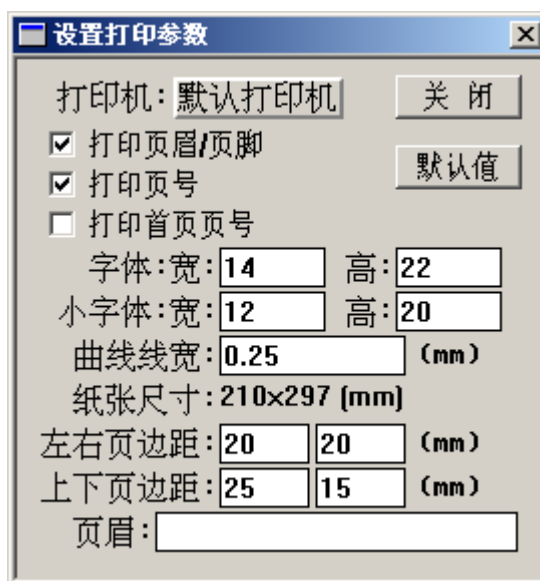 设置打印参数
打印机：默认打印机 关 闭
打印页眉/页脚
默认值
打印页号
打印首页页号
字体：宽：14 高：22
小字体：宽：12 高：20
曲线线宽：0.25 (mm)
纸张尺寸：210x297 (mm)
左右页边距：20 20 (mm)
上下页边距：25 15 (mm)
页眉：